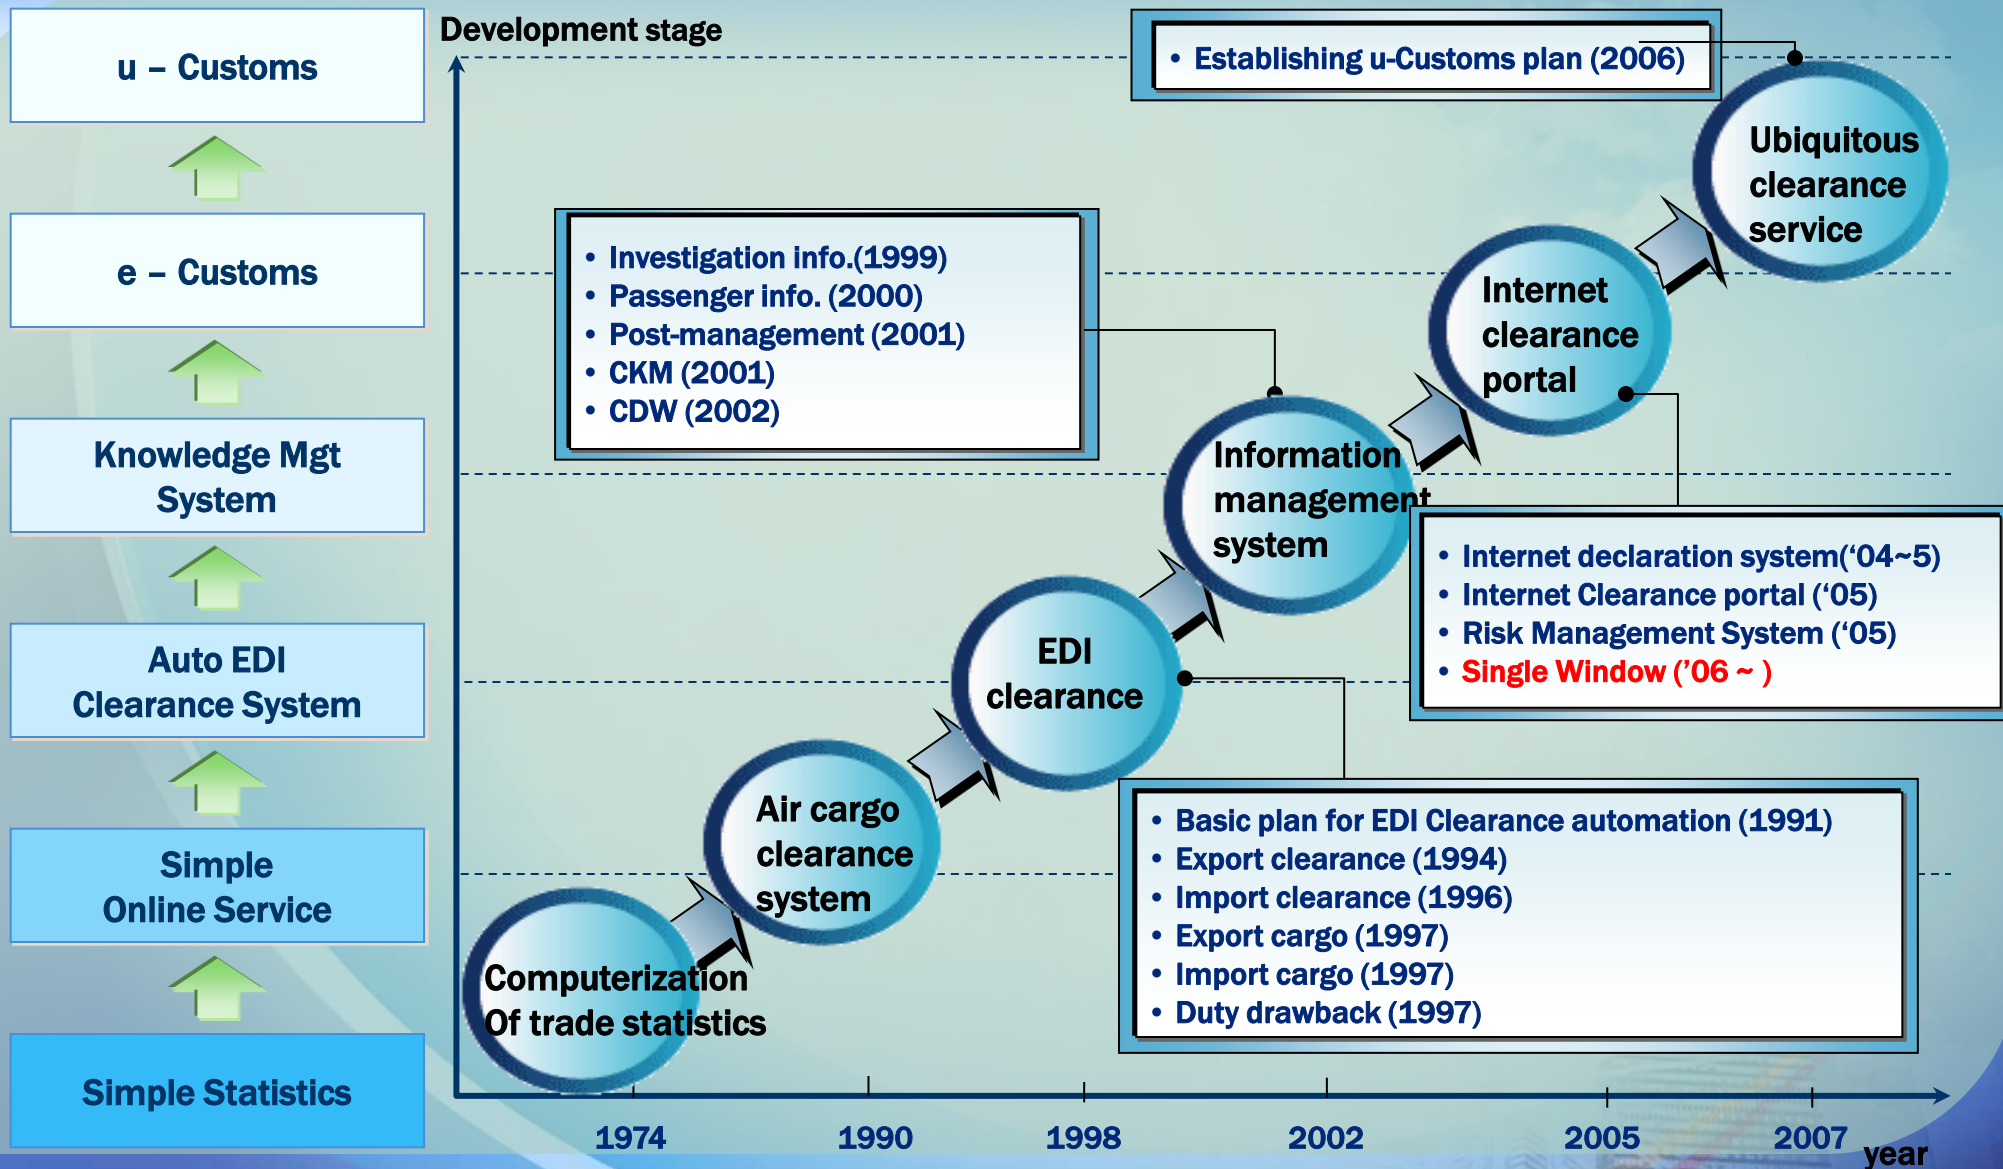 Development stage
u – Customs
e – Customs
Knowledge Mgt
System
Auto EDI
Clearance System
Simple
Online Service
Simple Statistics
• Establishing u-Customs plan (2006)
Ubiquitous
clearance
service
• Investigation info.(1999)
• Passenger info. (2000)
• Post-management (2001)
• CKM (2001)
• CDW (2002)
Internet
clearance
portal
Information
management
system
• Internet declaration system(‘04~5)
• Internet Clearance portal (‘05)
• Risk Management System (‘05)
• Single Window (’06 ~ )
EDI
clearance
Air cargo
clearance
system
• Basic plan for EDI Clearance automation (1991)
• Export clearance (1994)
• Import clearance (1996)
• Export cargo (1997)
• Import cargo (1997)
• Duty drawback (1997)
Computerization
Of trade statistics
1974 1990 1998 2002 2005 2007
year